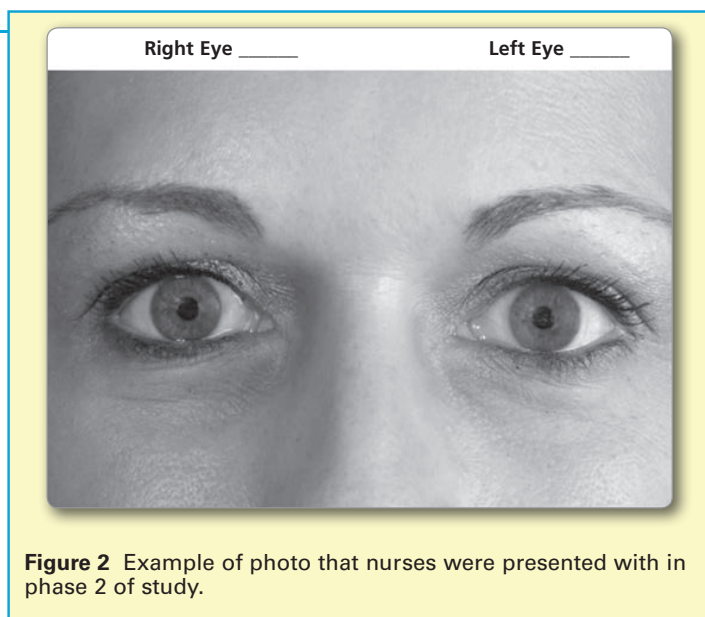 Right Eye ______ Left Eye ______
Figure 2 Example of photo that nurses were presented with in
phase 2 of study.